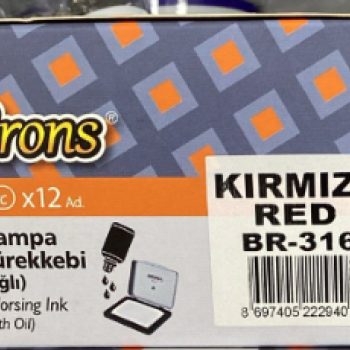 rons®
c x12 Ad.
ampa
ürekkebi
ğlı)
orsing Ink
th Oil)
KIRMIZ
RED
BR-316
8 697405 222940